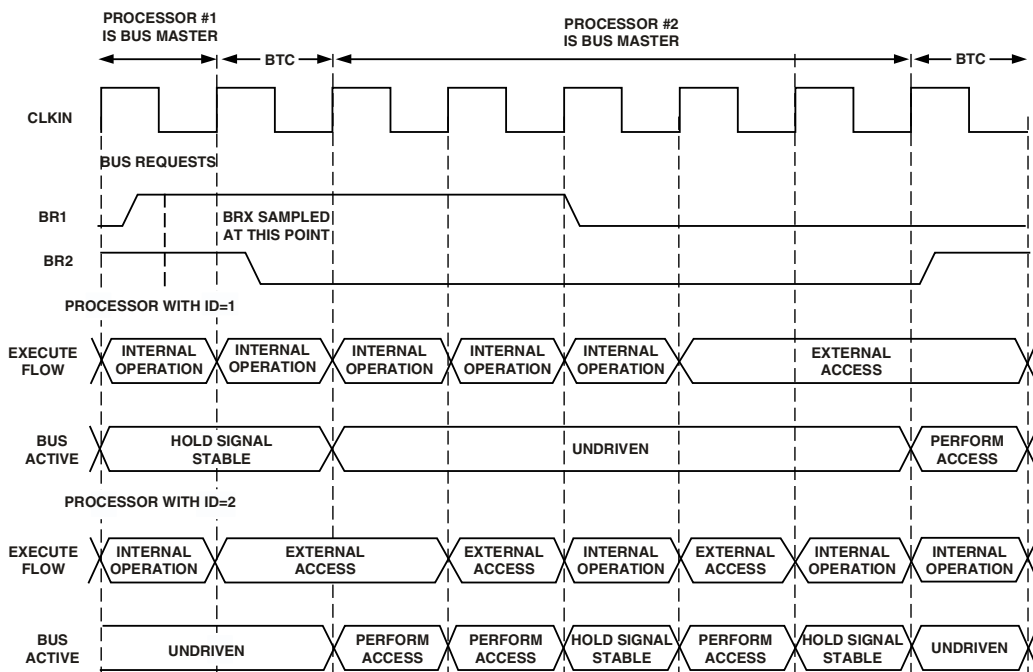 PROCESSOR #1
IS BUS MASTER
PROCESSOR #2
IS BUS MASTER
BTC
BTC
CLKIN
BUS REQUESTS
BR1
BRX SAMPLED
AT THIS POINT
BR2
PROCESSOR WITH ID=1
EXECUTE
FLOW
INTERNAL
OPERATION
INTERNAL
OPERATION
INTERNAL
OPERATION
INTERNAL
OPERATION
INTERNAL
OPERATION
EXTERNAL
ACCESS
BUS
ACTIVE
HOLD SIGNAL
STABLE
UNDRIVEN
PERFORM
ACCESS
PROCESSOR WITH ID=2
EXECUTE
FLOW
INTERNAL
OPERATION
EXTERNAL
ACCESS
EXTERNAL
ACCESS
INTERNAL
OPERATION
EXTERNAL
ACCESS
INTERNAL
OPERATION
INTERNAL
OPERATION
BUS
ACTIVE
UNDRIVEN
PERFORM
ACCESS
PERFORM
ACCESS
HOLD SIGNAL
STABLE
PERFORM
ACCESS
HOLD SIGNAL
STABLE
UNDRIVEN